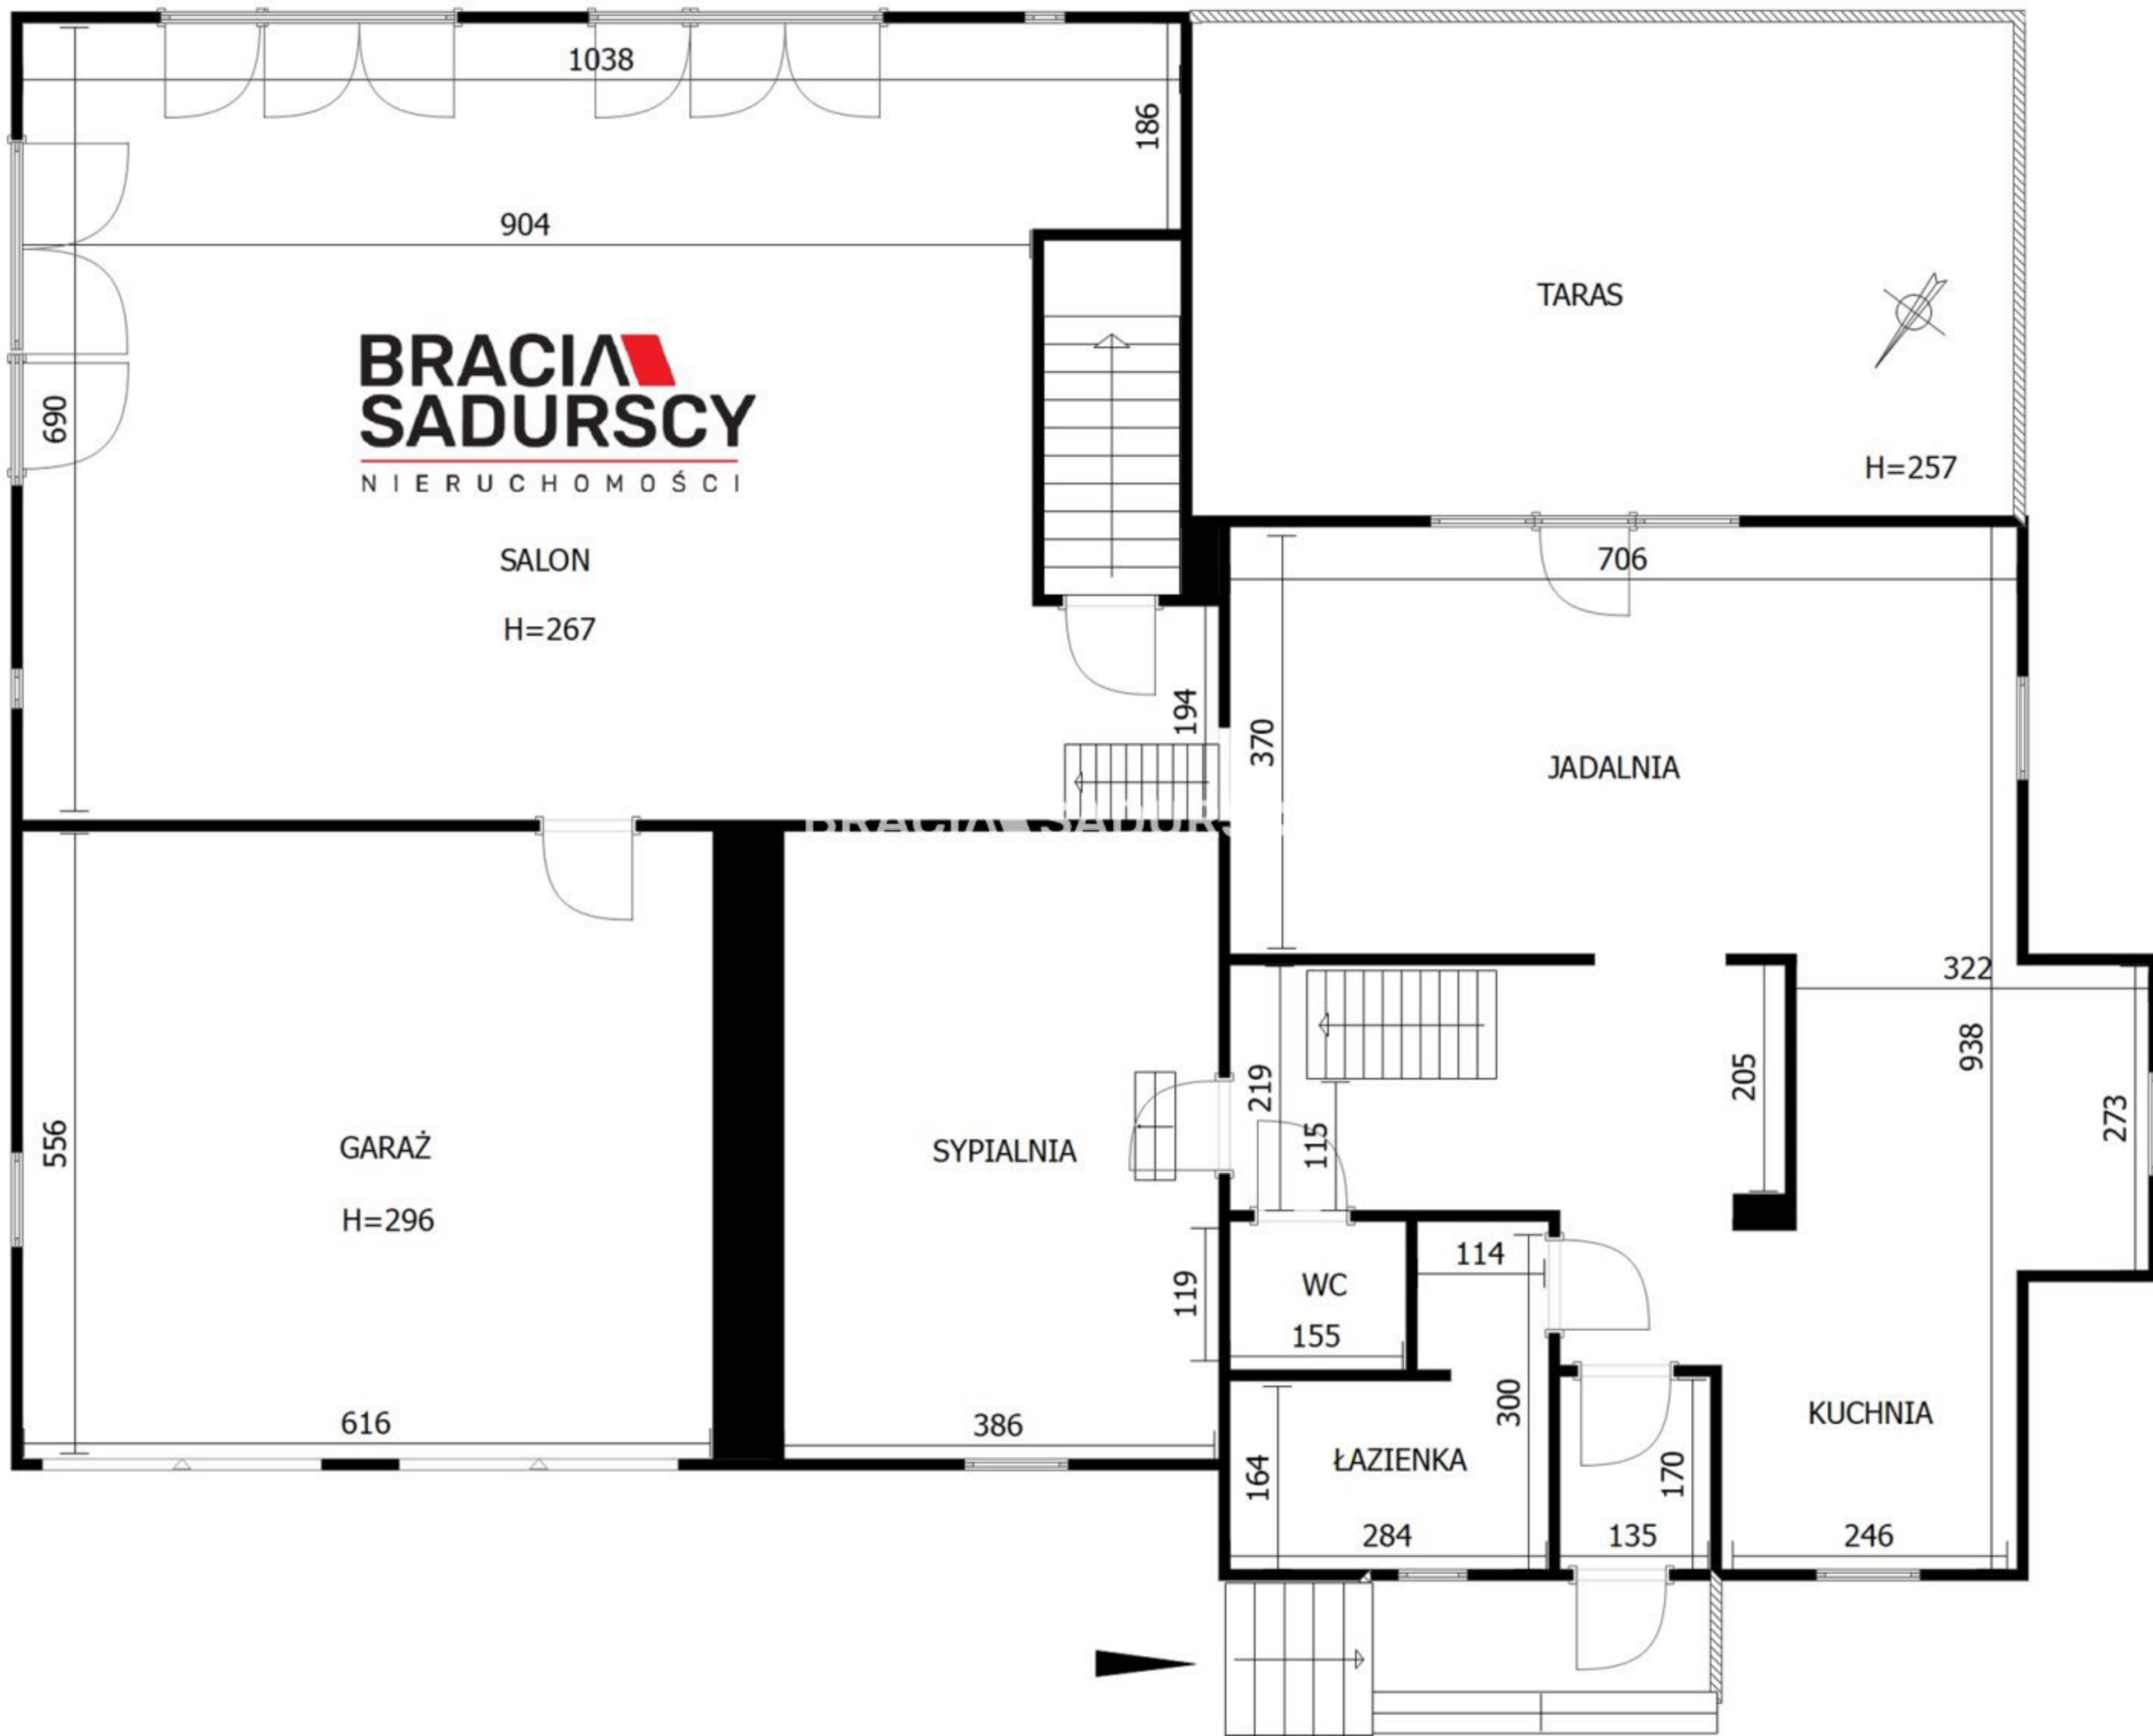 1038
186
904
TARAS
BRACIA
SADURSCY
NIERUCHOMOŚCI
690
H=257
SALON
706
H=267
194
370
JADALNIA
BRACIA SADURS
322
938
219
205
273
115
556
GARAŻ
SYPIALNIA
H=296
114
119
WC
155
300
616
386
KUCHNIA
ŁAZIENKA
164
170
284
135
246